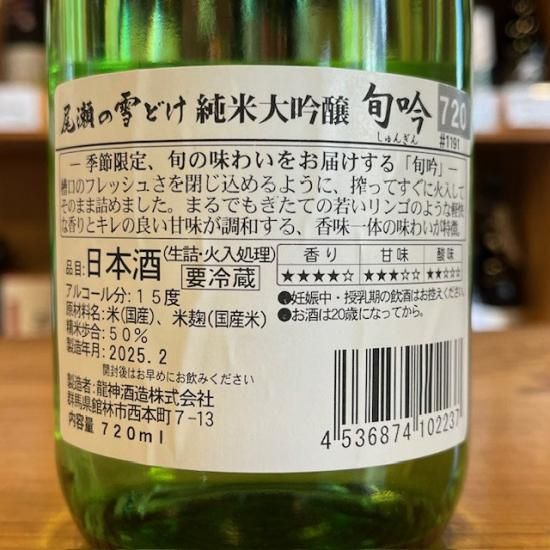 尾瀬の雪どけ 純米大吟醸 旬吟 720
しゅんぎん #1191
― 季節限定、旬の味わいをお届けする「旬吟」―
槽口のフレッシュさを閉じ込めるように、搾ってすぐに火入して
そのまま詰めました。まるでもぎたての若いリンゴのような軽快
な香りとキレの良い甘味が調和する、香味一体の味わいが特徴。
品目:日本酒(生詰・火入処理) 要冷蔵
香り 甘味 酸味
★★★★☆ ★★★☆☆ ★★☆☆☆
アルコール分:15度
原材料名:米(国産)、米麹(国産米)
精米歩合:50%
製造年月:2025.2
開封後はお早めにお飲みください
●妊娠中・授乳期の飲酒はお控えください。
●お酒は20歳になってから。
製造者:龍神酒造株式会社
群馬県館林市西本町7-13
内容量 720ml
4 536874 102237